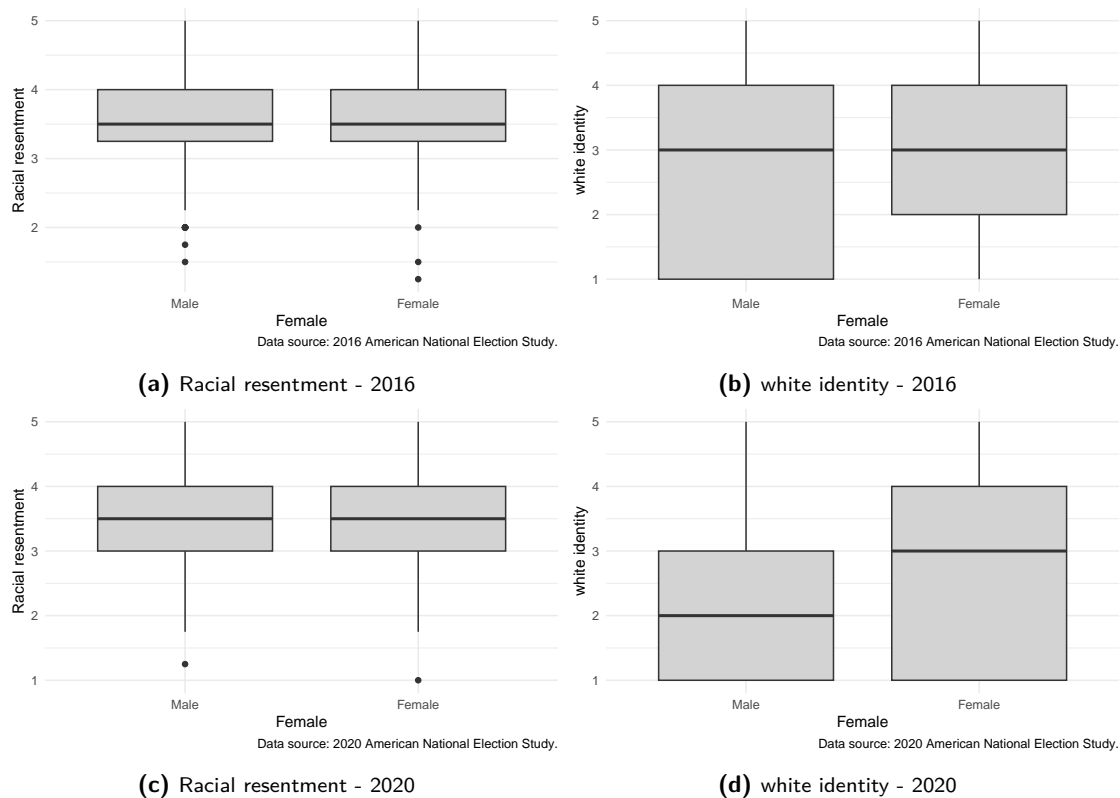 5
4
3
2
Racial resentment
Male
Female
Female
Data source: 2016 American National Election Study.
(a) Racial resentment - 2016
5
4
3
2
1
white identity
Male
Female
Female
Data source: 2016 American National Election Study.
(b) white identity - 2016
5
4
3
2
1
Racial resentment
Male
Female
Female
Data source: 2020 American National Election Study.
(c) Racial resentment - 2020
5
4
3
2
1
white identity
Male
Female
Female
Data source: 2020 American National Election Study.
(d) white identity - 2020